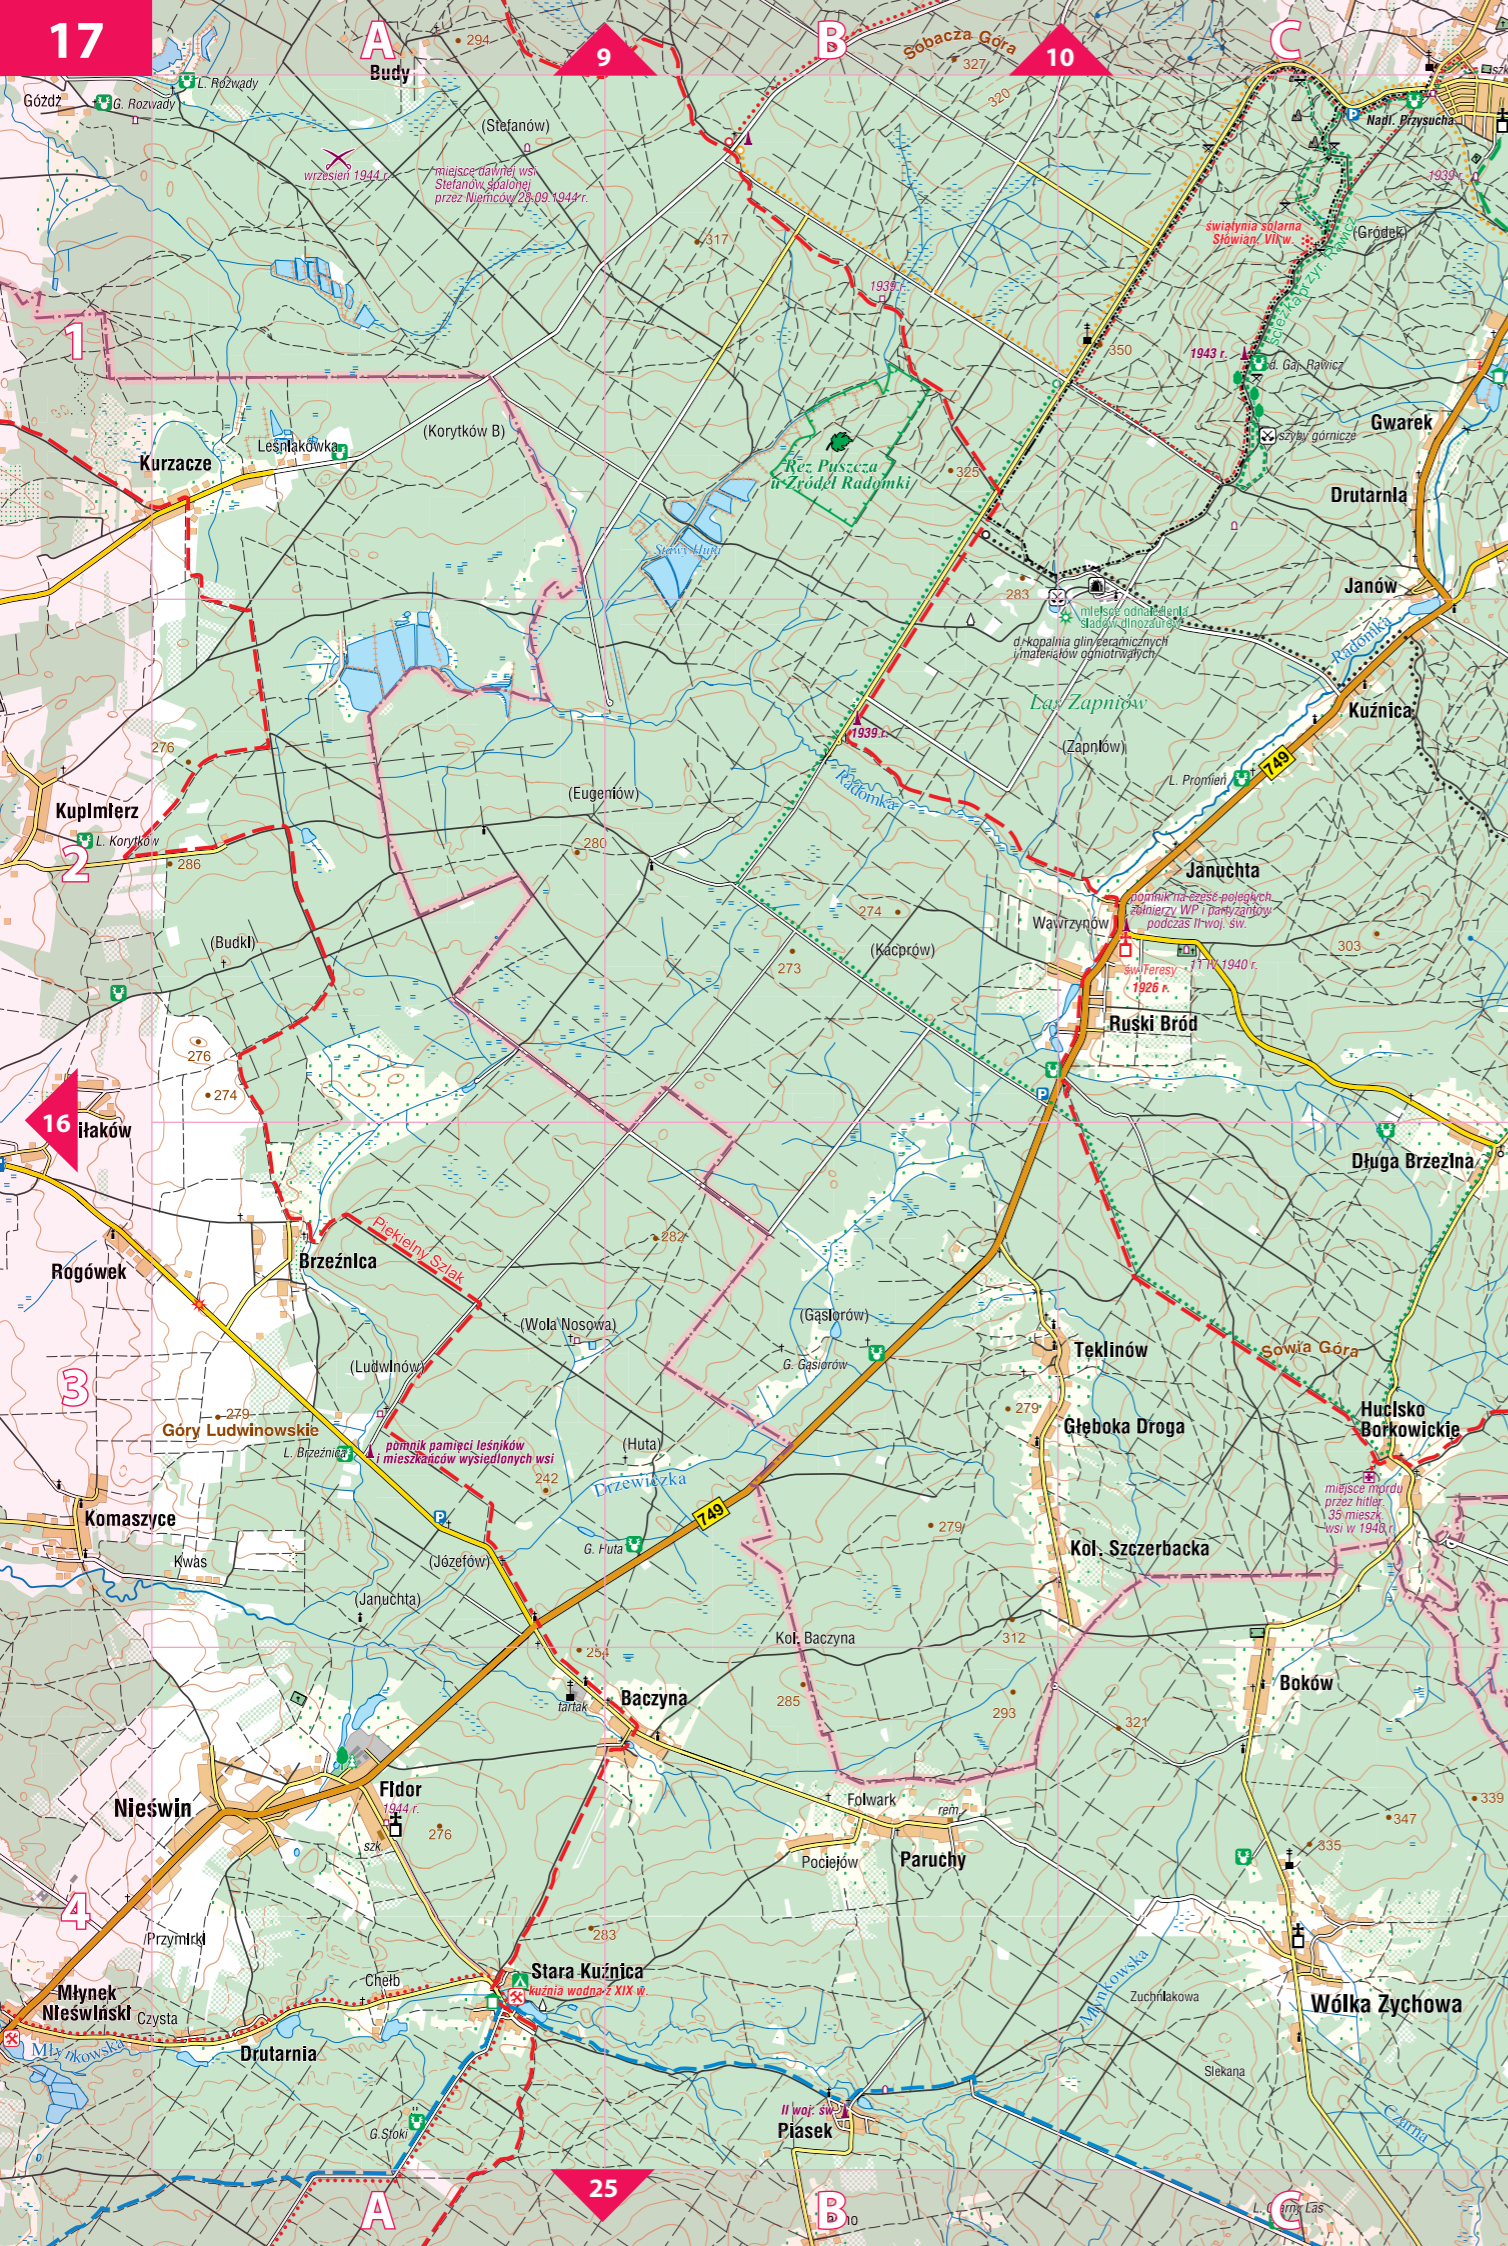 17
A
9
B
10
C
294
Budy
Sobacza Góra
327
320
Góźdź
G. Rozwady
L. Rozwady
(Stefanów)
wrzesień 1944 r.
miejsce dawnej wsi
Stefanów spalonej
przez Niemców 28.09.1944 r.
Nadl. Przysucha
P
szk
1939 r.
317
świątynia solarna
Słowian, VII w.
(Gródek)
ścieżka przyr. Rawicz
1939 r.
1
350
1943 r.
d. Gaj. Rawicz
Gwarek
szyby górnicze
(Korytków B)
Leśniakówka
Kurzacze
Rez Puszcza
u Źródeł Radomki
325
Drutarnia
Stawy Huta
Janów
283
miejsce odnalezienia
śladów dinozaurów
d. kopalnia glin ceramicznych
i materiałów ogniotrwałych
Radomka
Las Zapniów
Kuźnica
1939 r.
(Zapniów)
276
749
L. Promień
Radomka
(Eugeniów)
Kupimierz
L. Korytków
2
286
280
Januchta
pomnik na cześć poległych
żołnierzy WP i partyzantów
podczas II woj. św.
274
Wawrzynów
(Budki)
(Kacprów)
303
273
11 IV 1940 r.
św. Teresy
1926 r.
Ruski Bród
276
274
P
16
iłaków
Długa Brzezina
Piekielny Szlak
282
Brzeźnica
Rogówek
(Wola Nosowa)
(Gąsiorów)
G. Gąsiorów
Teklinów
Sowia Góra
(Ludwinów)
3
279
Góry Ludwinowskie
L. Brzeźnica
pomnik pamięci leśników
i mieszkańców wysiedlonych wsi
279
Głęboka Droga
Hucisko
Borkowickie
(Huta)
242
Drzewiczka
miejsce mordu
przez hitler.
35 mieszk.
wsi w 1940 r.
Komaszyce
P
749
279
Kol. Szczerbacka
G. Huta
Kwas
(Józefów)
(Januchta)
Kol. Baczyna
312
254
285
293
Boków
tartak
Baczyna
321
Fidor
1944 r.
Nieświn
276
szk
Folwark
rem.
Pociejów
Paruchy
339
347
335
4
283
Przymiarki
Chełb
Stara Kuźnica
kuźnia wodna z XIX w.
Młynkowska
Zuchniakowa
Wólka Zychowa
Młynek
Nieświński
Czysta
Młynkowska
Drutarnia
Slekana
II woj. św.
Piasek
Czarna
G. Stoki
25
A
B
C